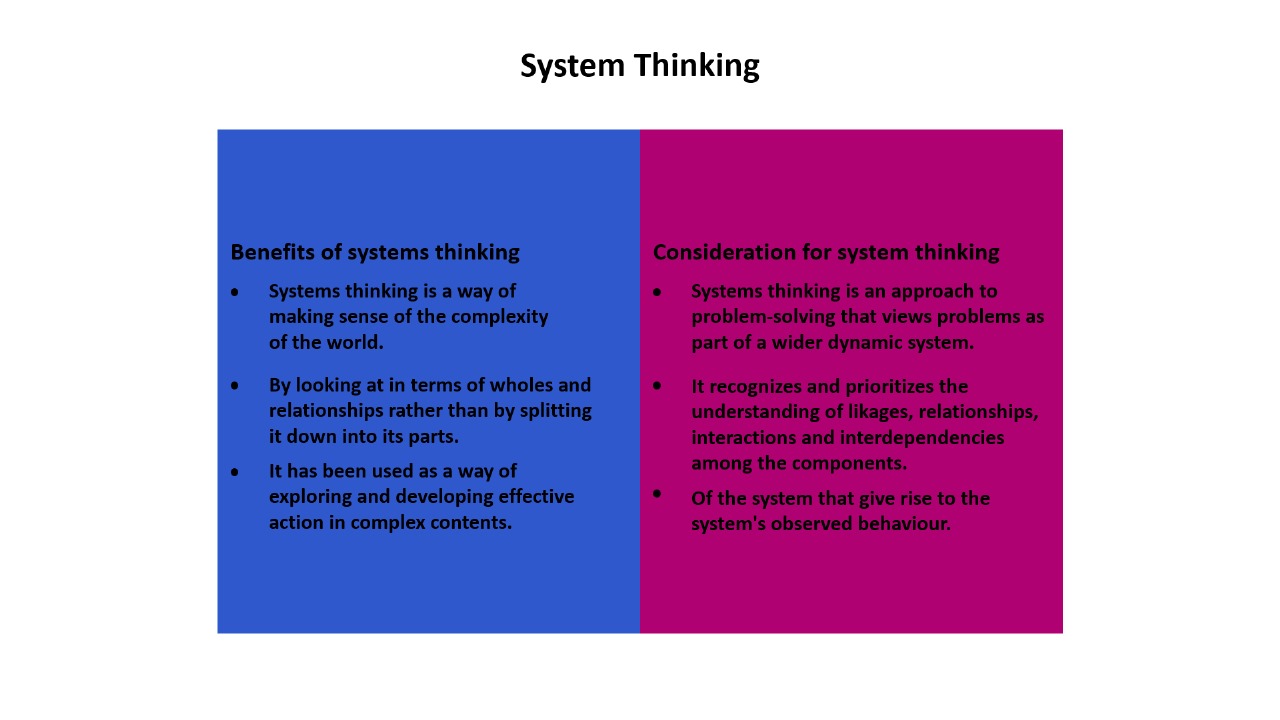 System Thinking
Benefits of systems thinking
• Systems thinking is a way of
making sense of the complexity
of the world.
• By looking at in terms of wholes and
relationships rather than by splitting
it down into its parts.
• It has been used as a way of
exploring and developing effective
action in complex contents.
Consideration for system thinking
• Systems thinking is an approach to
problem-solving that views problems as
part of a wider dynamic system.
• It recognizes and prioritizes the
understanding of likages, relationships,
interactions and interdependencies
among the components.
• Of the system that give rise to the
system's observed behaviour.